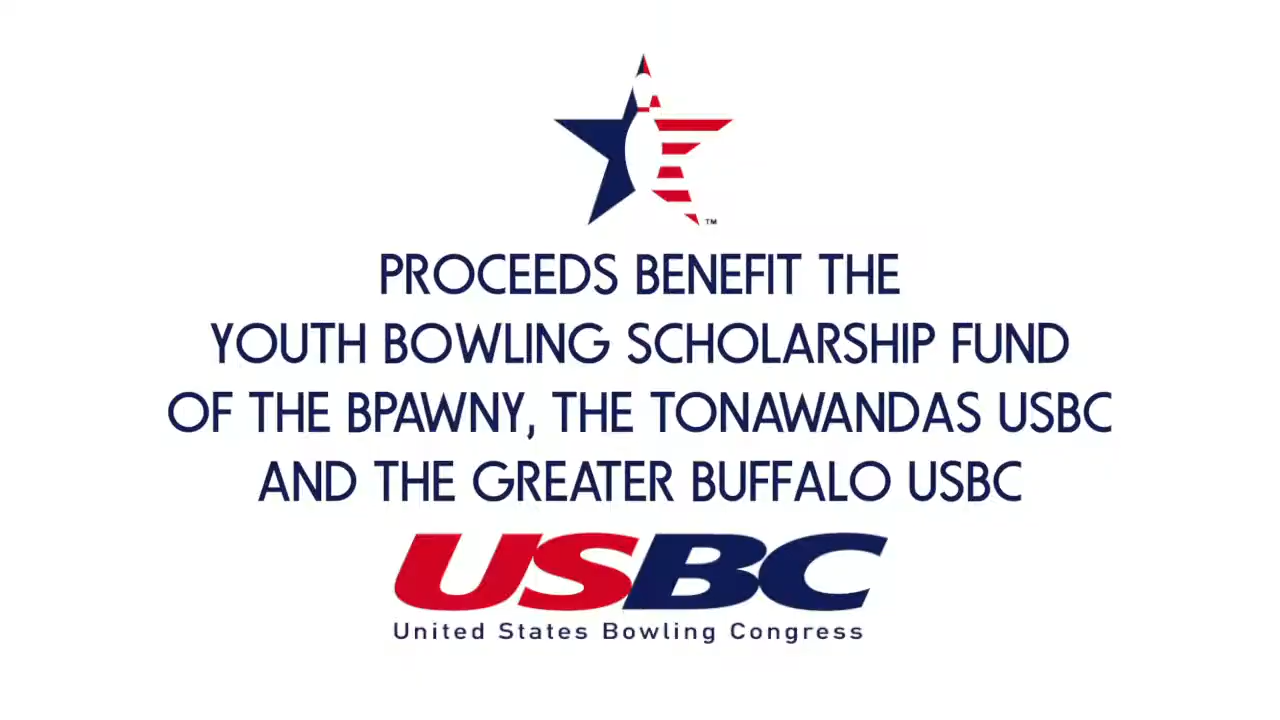 TM
PROCEEDS BENEFIT THE
YOUTH BOWLING SCHOLARSHIP FUND
OF THE BPAWNY, THE TONAWANDAS USBC
AND THE GREATER BUFFALO USBC
USBC
United States Bowling Congress